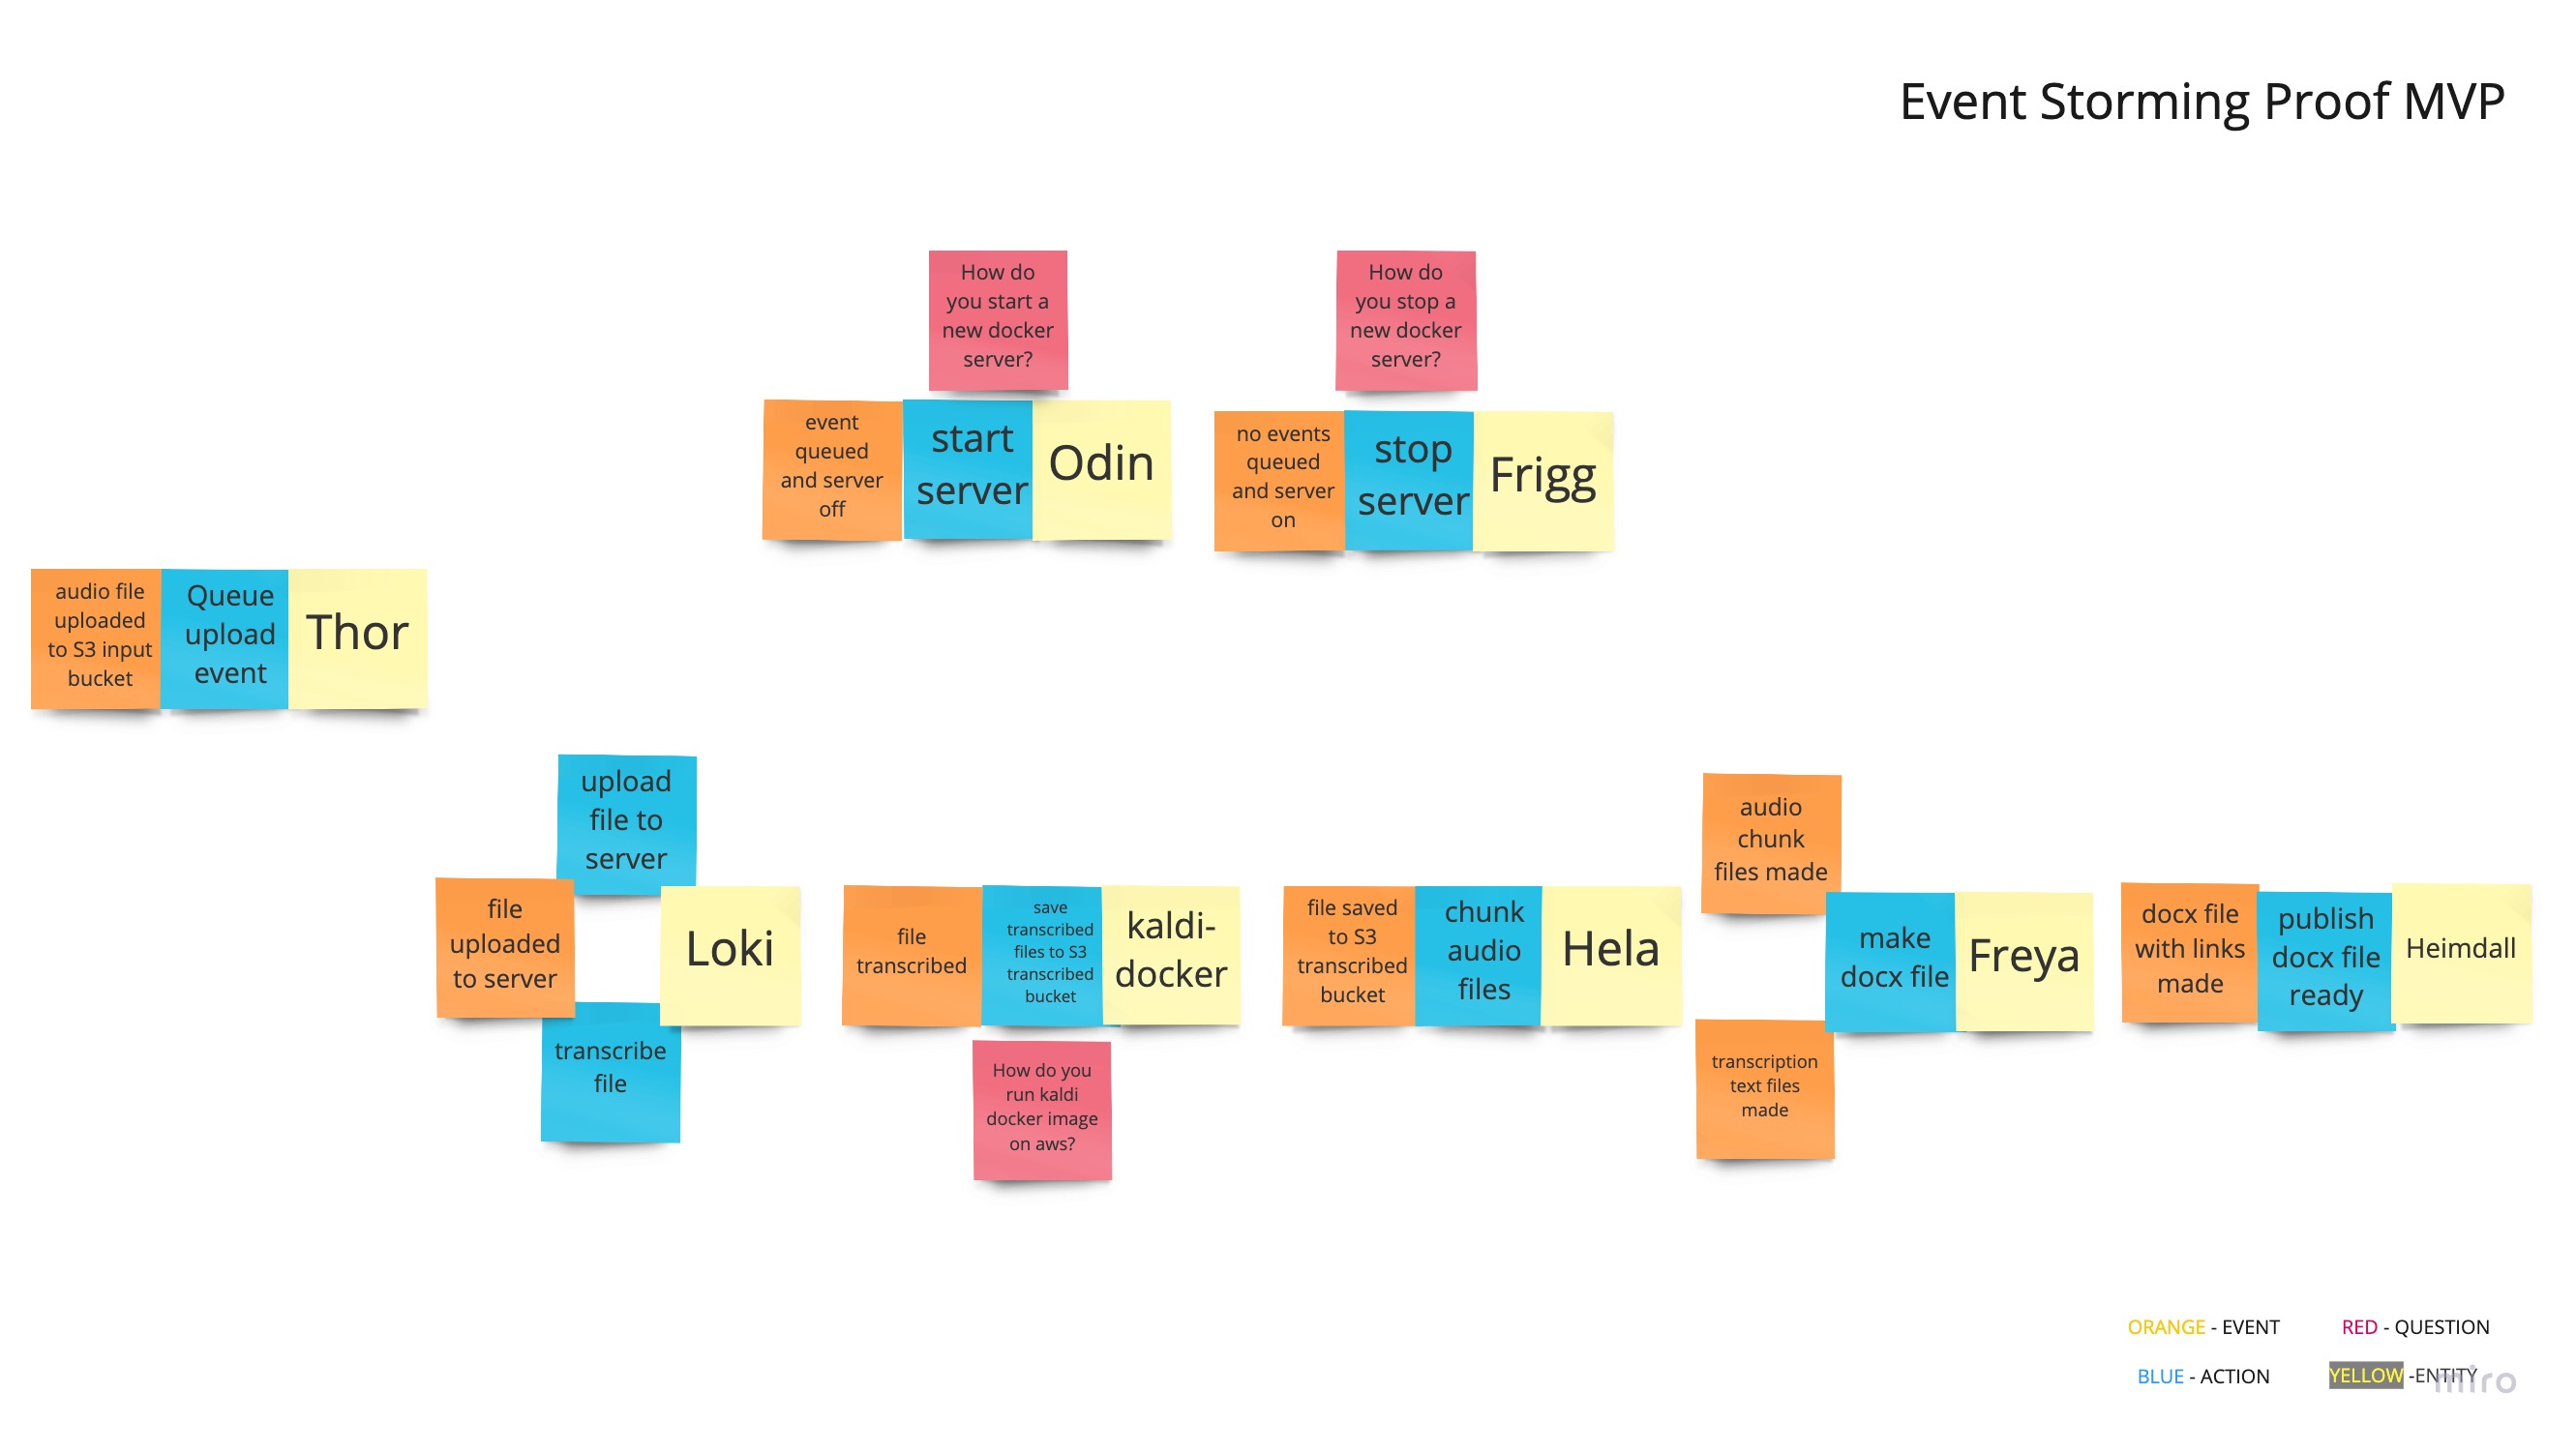 Event Storming Proof MVP
How do
you start a
new docker
server?
How do
you stop a
new docker
server?
event
queued
and server
off
start
server
Odin
no events
queued
and server
on
stop
server
Frigg
audio file
uploaded
to S3 input
bucket
Queue
upload
event
Thor
upload
file to
server
file
uploaded
to server
Loki
transcribe
file
file
transcribed
save
transcribed
files to S3
transcribed
bucket
kaldi-
docker
How do you
run kaldi
docker image
on aws?
file saved
to S3
transcribed
bucket
chunk
audio
files
Hela
audio
chunk
files made
make
docx file
Freya
transcription
text files
made
docx file
with links
made
publish
docx file
ready
Heimdall
ORANGE - EVENT
RED - QUESTION
BLUE - ACTION
YELLOW -ENTITY
miro